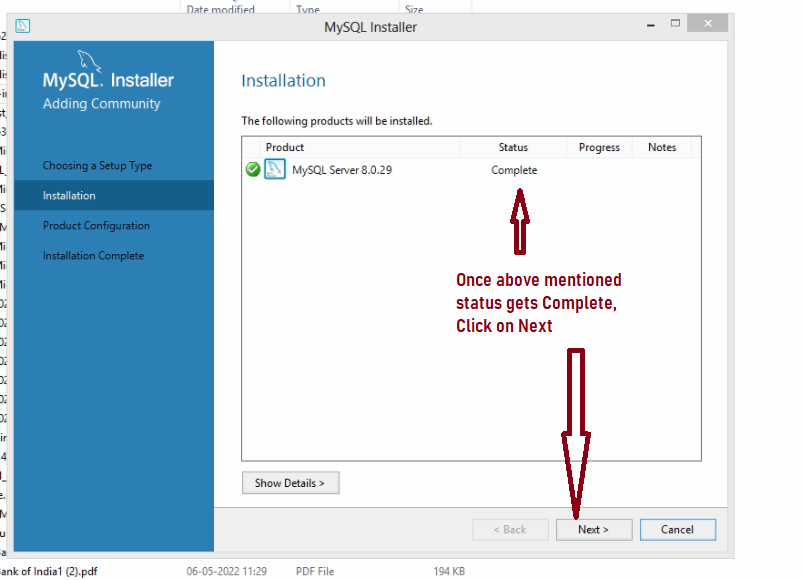 Date modified Type Size
MySQL Installer
MySQL. Installer
Adding Community
Choosing a Setup Type
Installation
Product Configuration
Installation Complete
Installation
The following products will be installed.
Product Status Progress Notes
MySQL Server 8.0.29 Complete
Once above mentioned
status gets Complete,
Click on Next
Show Details >
< Back Next > Cancel
of India1 (2).pdf 06-05-2022 11:29 PDF File 194 KB